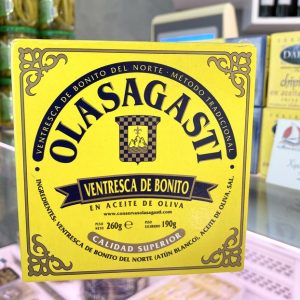 VENTRESCA DE BONITO DEL NORTE - METODO TRADICIONAL
OLASAGASTI
VENTRESCA DE BONITO
EN ACEITE DE OLIVA
www.conservasolasagasti.com
PESO NETO 260g e PESO ESCURRIDO 190g
CALIDAD SUPERIOR
INGREDIENTES: VENTRESCA DE BONITO DEL NORTE (ATÚN BLANCO), ACEITE DE OLIVA, SAL.